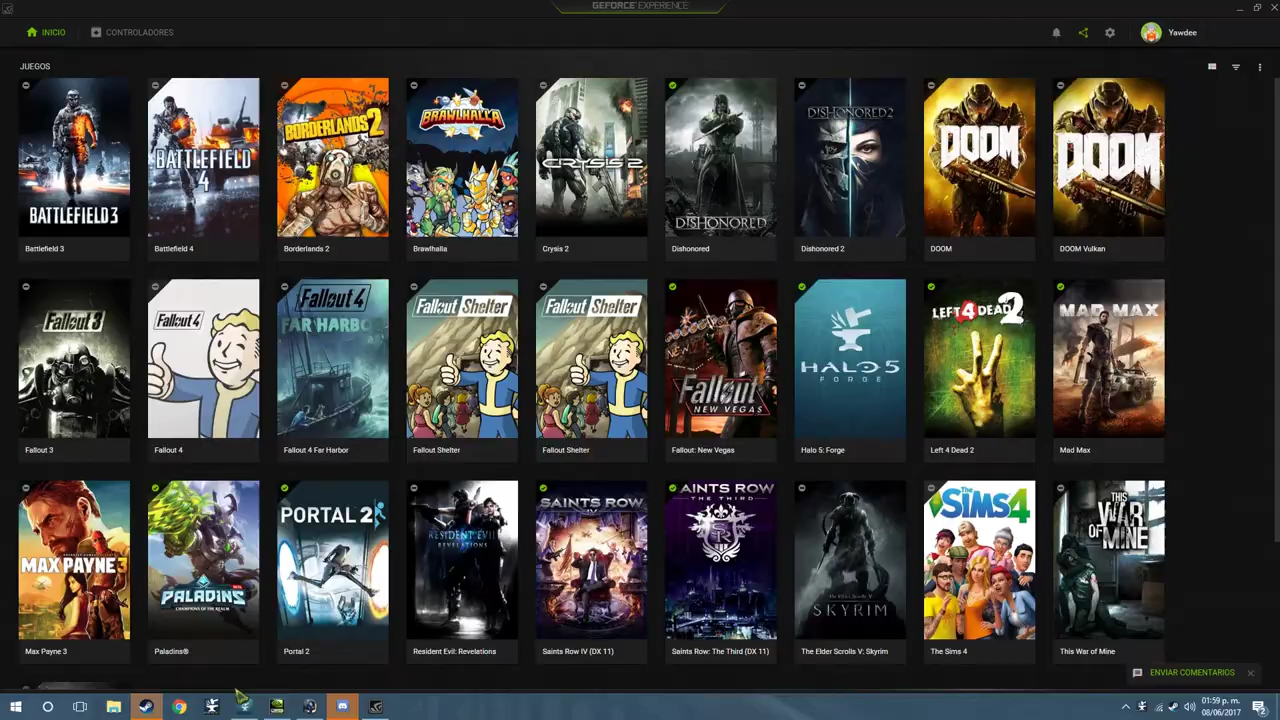 GEFORCE EXPERIENCE
INICIO
CONTROLADORES
Yawdee
JUEGOS
BATTLEFIELD 3
BATTLEFIELD 4
BORDERLANDS 2
BRAWLHALLA
CRYSIS 2
DISHONORED
DISHONORED 2
DOOM
DOOM
Battlefield 3
Battlefield 4
Borderlands 2
Brawlhalla
Crysis 2
Dishonored
Dishonored 2
DOOM
DOOM Vulkan
Fallout 3
Fallout 4
Fallout 4 FAR HARBOR
Fallout Shelter
Fallout Shelter
Fallout NEW VEGAS
HALO 5 FORGE
LEFT 4 DEAD 2
MAD MAX
Fallout 3
Fallout 4
Fallout 4 Far Harbor
Fallout Shelter
Fallout Shelter
Fallout: New Vegas
Halo 5: Forge
Left 4 Dead 2
Mad Max
MAX PAYNE 3
PALADINS CHAMPIONS OF THE REALM
PORTAL 2
RESIDENT EVIL REVELATIONS
SAINTS ROW IV
SAINTS ROW THE THIRD
The Elder Scrolls V SKYRIM
The SIMS 4
THIS WAR OF MINE
Max Payne 3
Paladins®
Portal 2
Resident Evil: Revelations
Saints Row IV (DX 11)
Saints Row: The Third (DX 11)
The Elder Scrolls V: Skyrim
The Sims 4
This War of Mine
ENVIAR COMENTARIOS
01:59 p. m.
08/06/2017
2